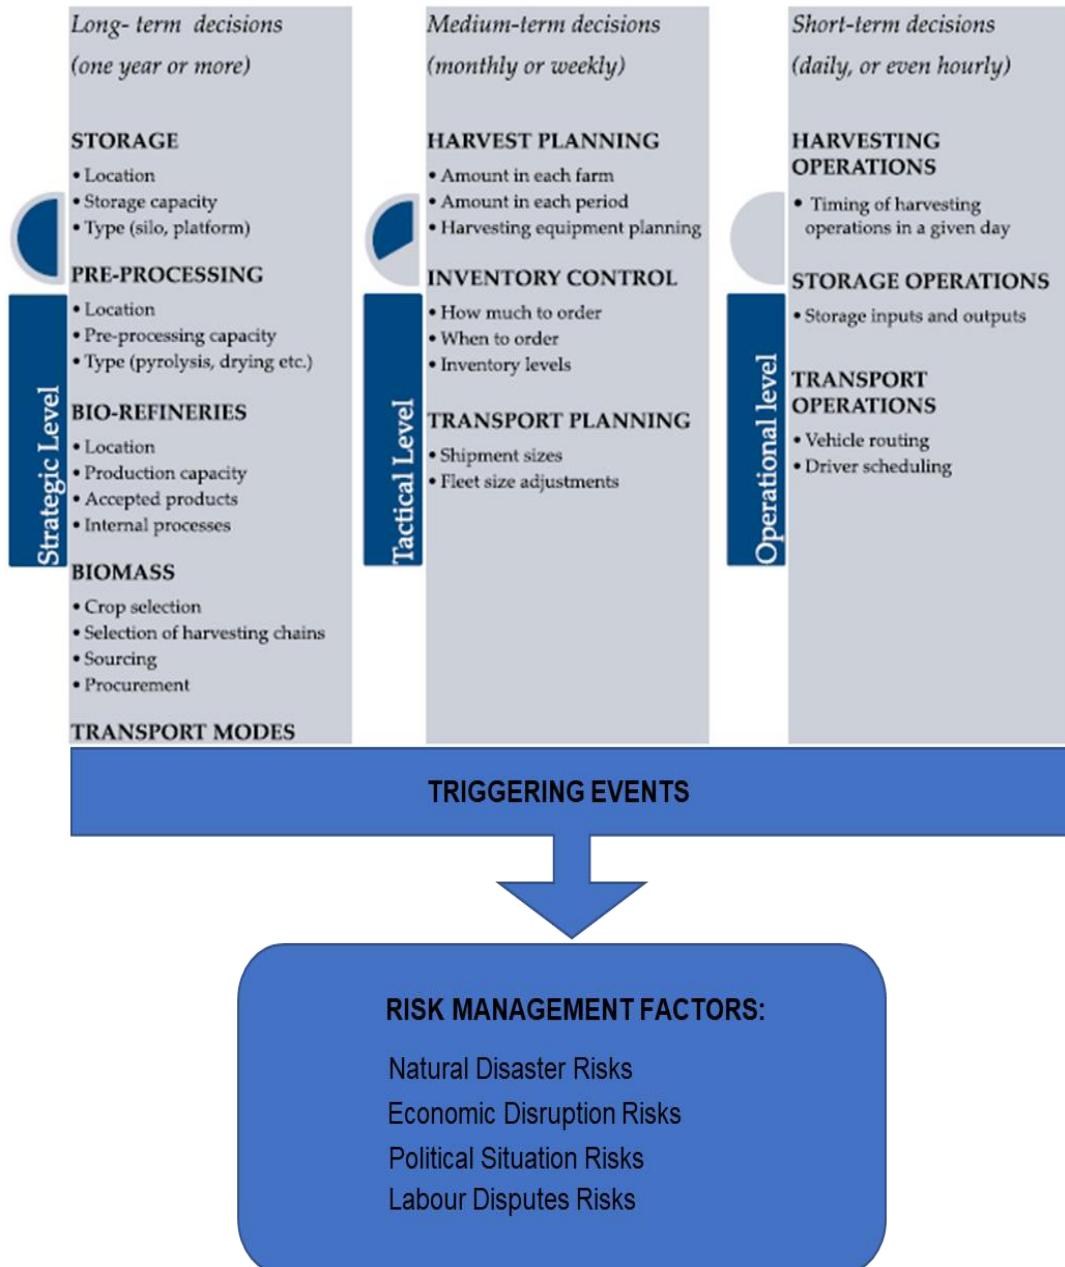 Long- term decisions
(one year or more)
STORAGE
• Location
• Storage capacity
• Type (silo, platform)
PRE-PROCESSING
• Location
• Pre-processing capacity
• Type (pyrolysis, drying etc.)
BIO-REFINERIES
• Location
• Production capacity
• Accepted products
• Internal processes
BIOMASS
• Crop selection
• Selection of harvesting chains
• Sourcing
• Procurement
TRANSPORT MODES
Strategic Level
Medium-term decisions
(monthly or weekly)
HARVEST PLANNING
• Amount in each farm
• Amount in each period
• Harvesting equipment planning
INVENTORY CONTROL
• How much to order
• When to order
• Inventory levels
TRANSPORT PLANNING
• Shipment sizes
• Fleet size adjustments
Tactical Level
Short-term decisions
(daily, or even hourly)
HARVESTING
OPERATIONS
• Timing of harvesting
operations in a given day
STORAGE OPERATIONS
• Storage inputs and outputs
TRANSPORT
OPERATIONS
• Vehicle routing
• Driver scheduling
Operational level
TRIGGERING EVENTS
RISK MANAGEMENT FACTORS:
Natural Disaster Risks
Economic Disruption Risks
Political Situation Risks
Labour Disputes Risks